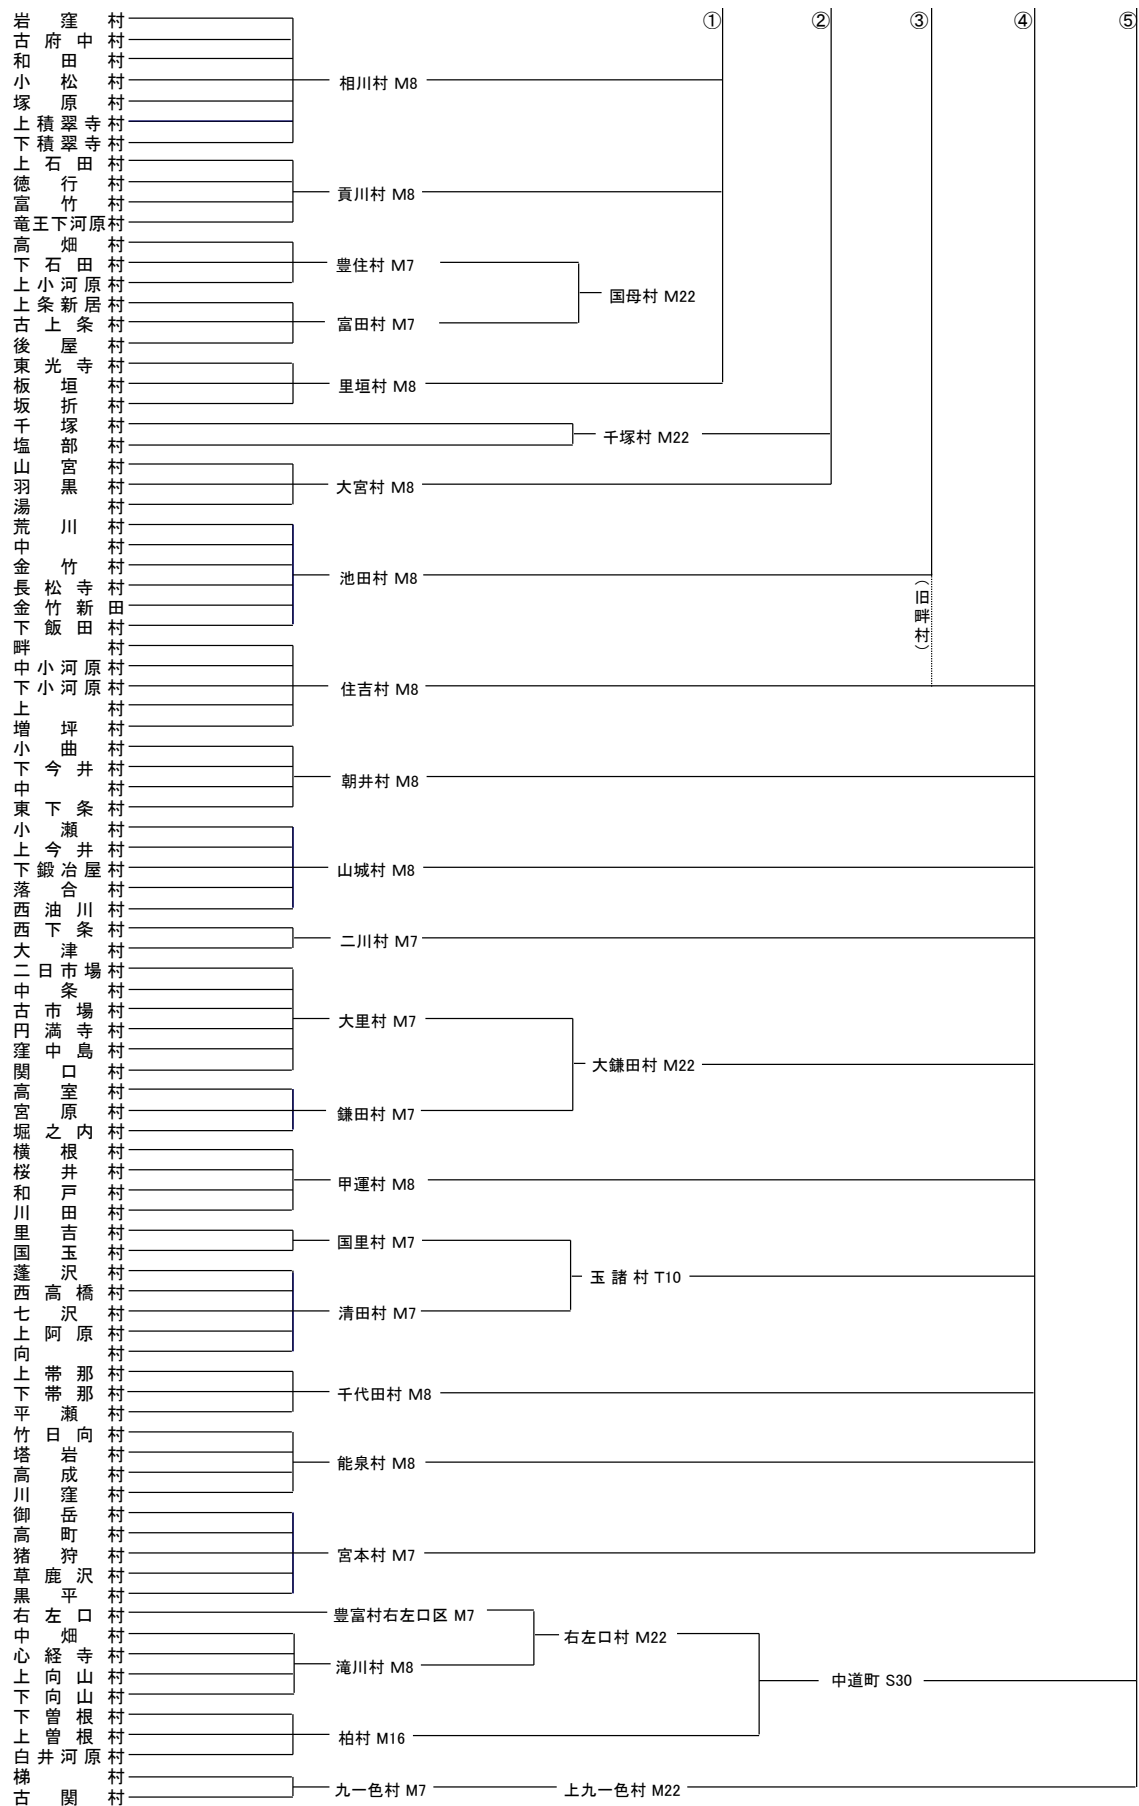 ① ② ③ ④ ⑤
岩窪村
古府中村
和田村
小松村
相川村 M8
塚原村
上積翠寺村
下積翠寺村
上石田村
徳行村
貢川村 M8
富竹村
竜王下河原村
高畑村
下石田村
豊住村 M7
上小河原村
国母村 M22
上条新居村
古上条村
富田村 M7
後屋村
東光寺村
板垣村
里垣村 M8
坂折村
千塚村
千塚村 M22
塩部村
山宮村
羽黒村
大宮村 M8
湯村
荒川村
中村
金竹村
池田村 M8
長松寺村
金竹新田
下飯田村
(旧畔村)
畔村
中小河原村
下小河原村
住吉村 M8
上村
増坪村
小曲村
下今井村
朝井村 M8
中村
東下条村
小瀬村
上今井村
下鍛冶屋村
山城村 M8
落合村
西油川村
西下条村
二川村 M7
大津村
二日市場村
中条村
古市場村
大里村 M7
円満寺村
窪中島村
大鎌田村 M22
関口村
高室村
宮原村
鎌田村 M7
堀之内村
横根村
桜井村
甲運村 M8
和戸村
川田村
里吉村
国里村 M7
国玉村
玉諸村 T10
蓬沢村
西高橋村
七沢村
清田村 M7
上阿原村
向村
上帯那村
下帯那村
千代田村 M8
平瀬村
竹日向村
塔岩村
能泉村 M8
高成村
川窪村
御岳村
高町村
猪狩村
宮本村 M7
草鹿沢村
黒平村
右左口村
豊富村右左口区 M7
中畑村
右左口村 M22
心経寺村
滝川村 M8
上向山村
中道町 S30
下向山村
下曽根村
上曽根村
柏村 M16
白井河原村
梯村
九一色村 M7
上九一色村 M22
古関村